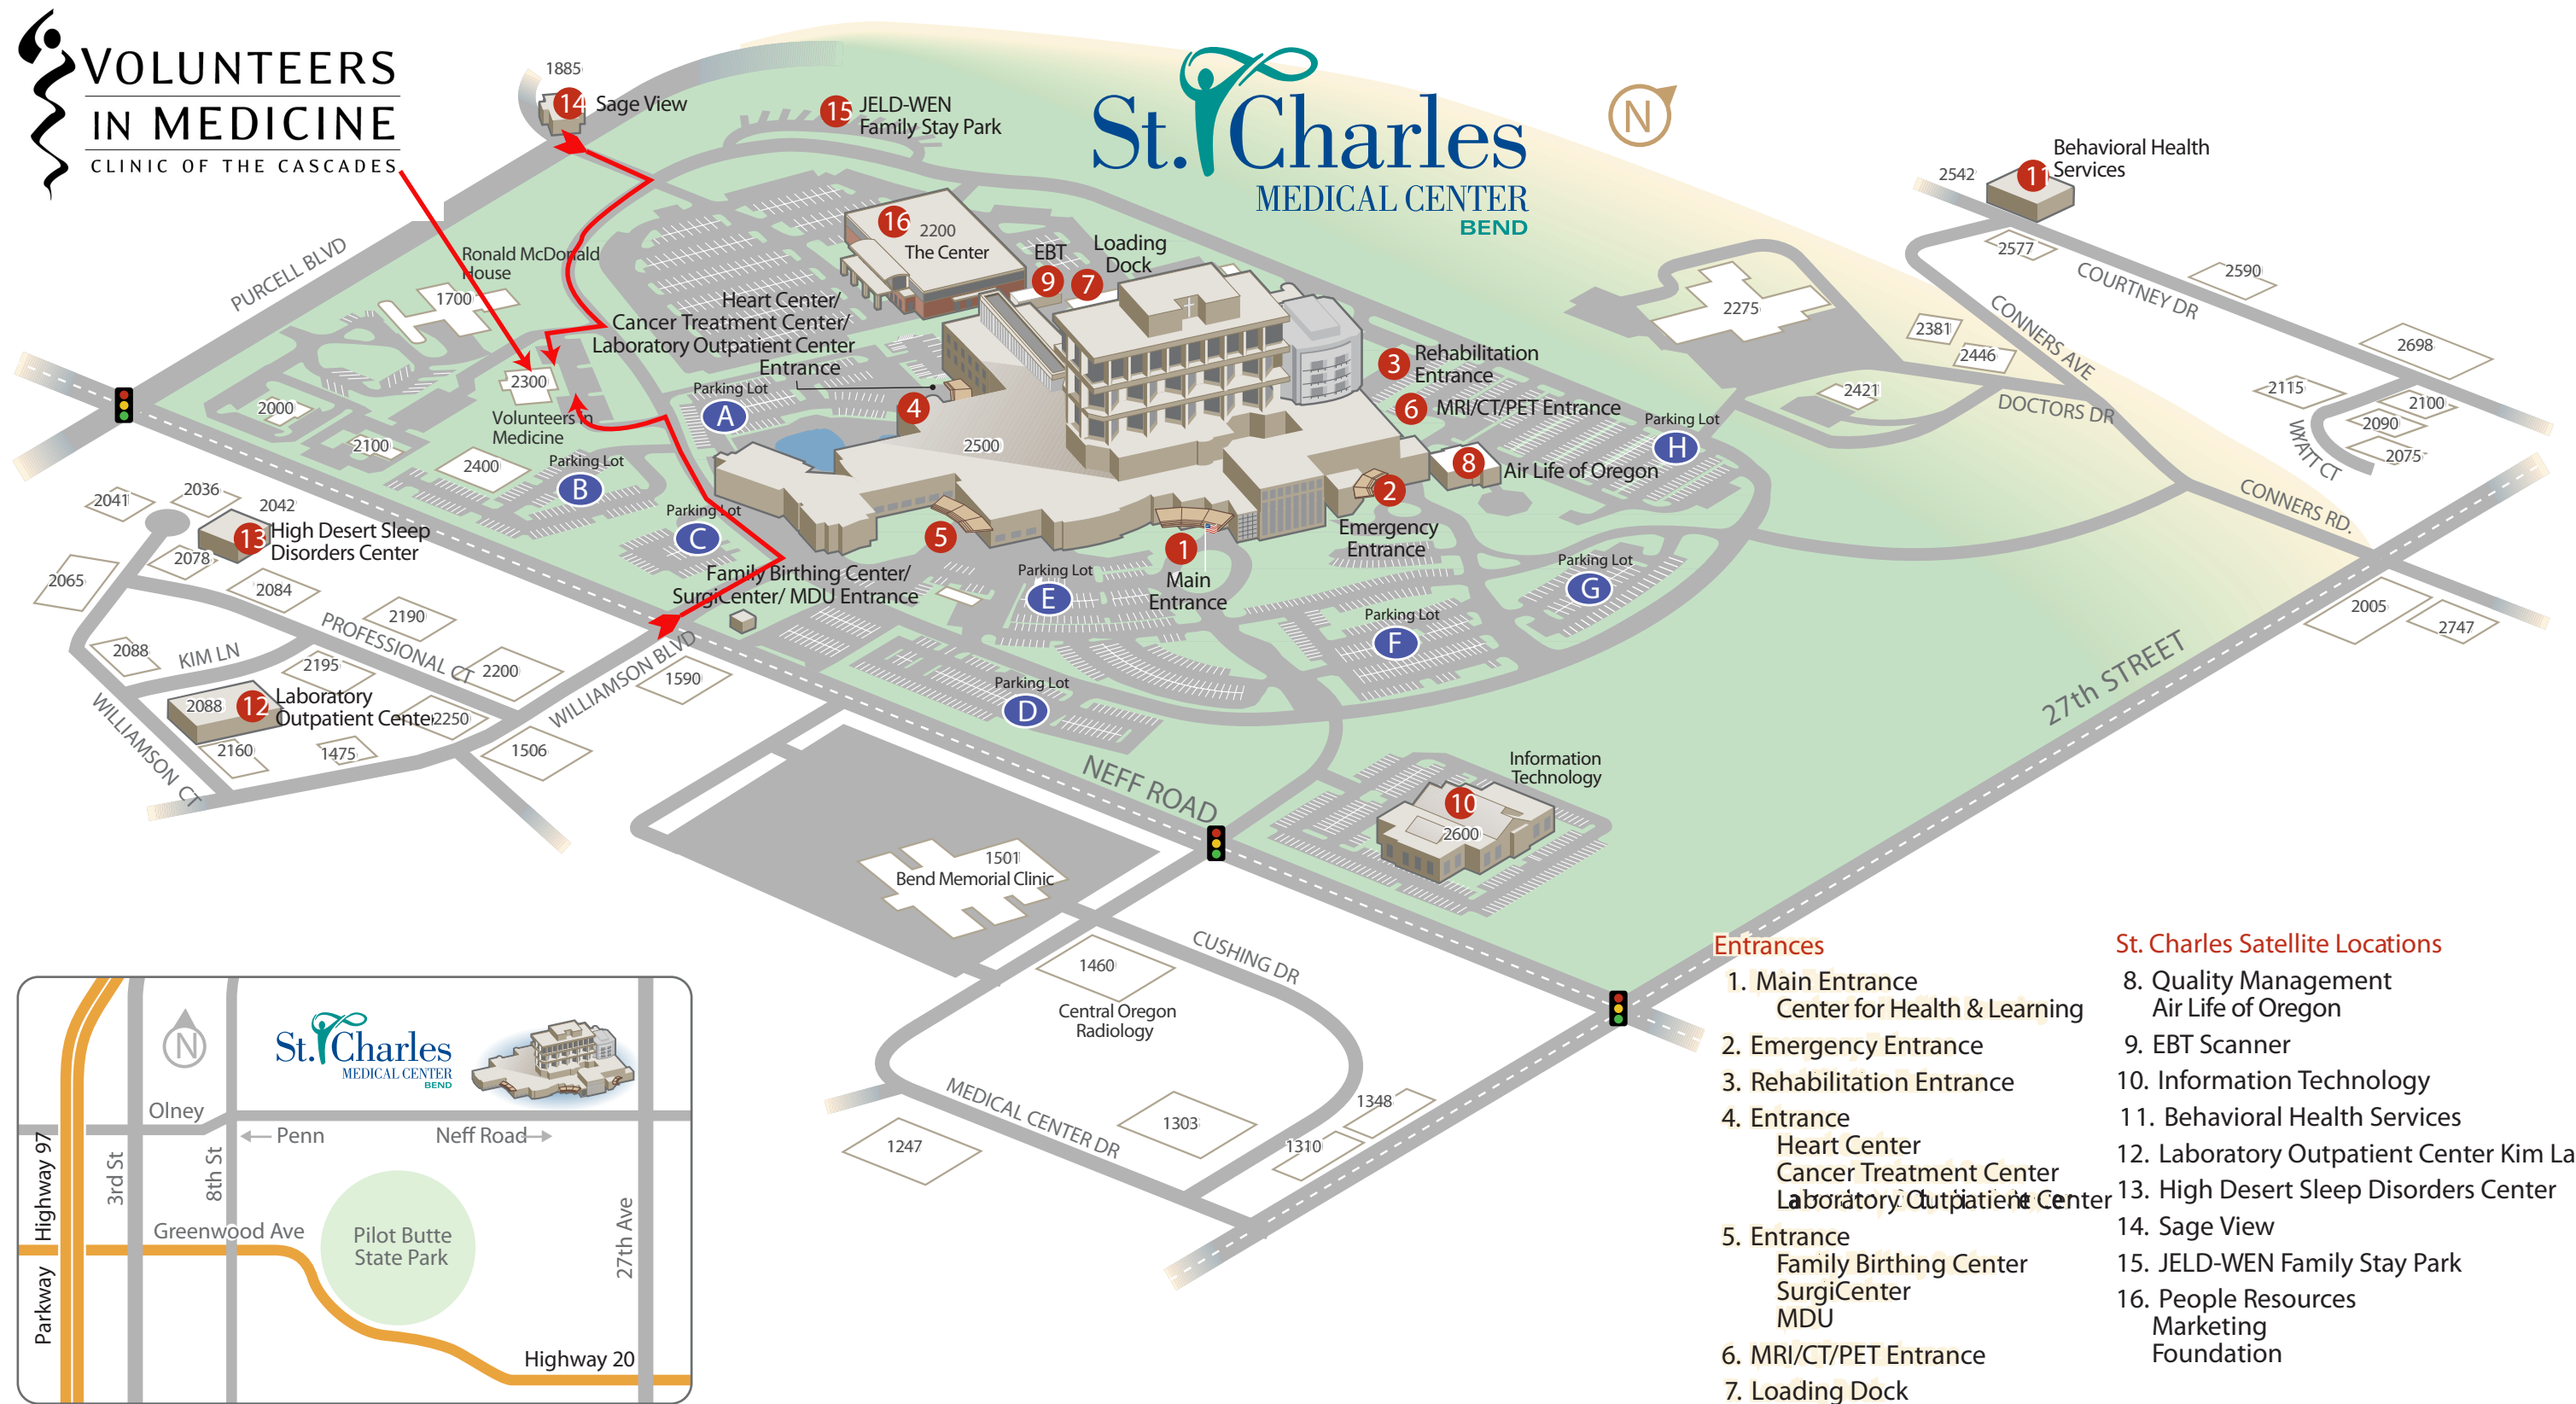 VOLUNTEERS
IN MEDICINE
CLINIC OF THE CASCADES
St. Charles
MEDICAL CENTER
BEND
N
1885
14 Sage View
15 JELD-WEN
Family Stay Park
PURCELL BLVD
Ronald McDonald
House
1700
16
2200
The Center
EBT
9
Loading
Dock
7
Heart Center/
Cancer Treatment Center/
Laboratory Outpatient Center
Entrance
4
2300
Volunteers in
Medicine
2000
2100
2400
Parking Lot
A
Parking Lot
B
Parking Lot
C
2500
3 Rehabilitation
Entrance
6 MRI/CT/PET Entrance
8
Air Life of Oregon
2
Emergency
Entrance
Parking Lot
H
5
Family Birthing Center/
SurgiCenter/ MDU Entrance
1
Main
Entrance
Parking Lot
E
Parking Lot
G
Parking Lot
F
Parking Lot
D
11
Behavioral Health
Services
2542
2577
COURTNEY DR
2590
CONNERS AVE
2275
2381
2446
2421
DOCTORS DR
2698
2115
2100
2090
2075
WYATT CT
CONNERS RD.
2005
2747
27th STREET
2041
2036
2042
13 High Desert Sleep
Disorders Center
2078
2065
2084
2190
PROFESSIONAL CT
2088
KIM LN
2195
2200
2088
12 Laboratory
Outpatient Center
2250
2160
1475
WILLIAMSON CT
WILLIAMSON BLVD
1590
1506
NEFF ROAD
Information
Technology
10
2600
1501
Bend Memorial Clinic
1460
Central Oregon
Radiology
CUSHING DR
MEDICAL CENTER DR
1247
1303
1310
1348
N
St. Charles
MEDICAL CENTER
BEND
Olney
Penn
Neff Road
Highway 97
Parkway
3rd St
8th St
Greenwood Ave
Pilot Butte
State Park
27th Ave
Highway 20
Entrances
1. Main Entrance
Center for Health & Learning
2. Emergency Entrance
3. Rehabilitation Entrance
4. Entrance
Heart Center
Cancer Treatment Center
Laboratory Outpatient Center
5. Entrance
Family Birthing Center
SurgiCenter
MDU
6. MRI/CT/PET Entrance
7. Loading Dock
St. Charles Satellite Locations
8. Quality Management
Air Life of Oregon
9. EBT Scanner
10. Information Technology
11. Behavioral Health Services
12. Laboratory Outpatient Center Kim La
13. High Desert Sleep Disorders Center
14. Sage View
15. JELD-WEN Family Stay Park
16. People Resources
Marketing
Foundation